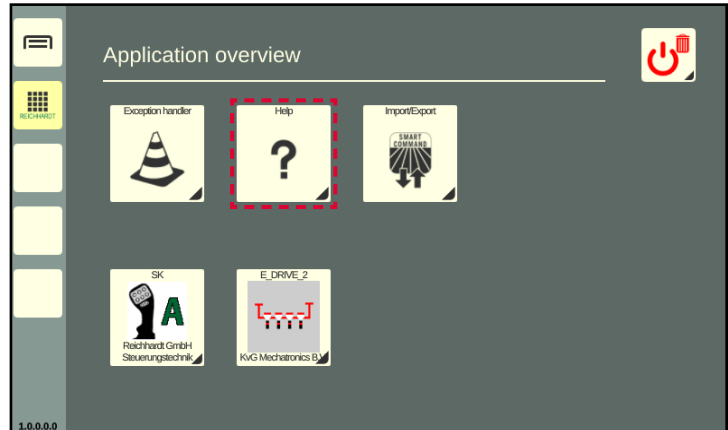 Application overview
REICHHARDT
Exception handler
Help
?
Import/Export
SMART
COMMAND
SK
A
Reichhardt GmbH
Steuerungstechnik
E_DRIVE_2
KvG Mechatronics B.V
1.0.0.0.0